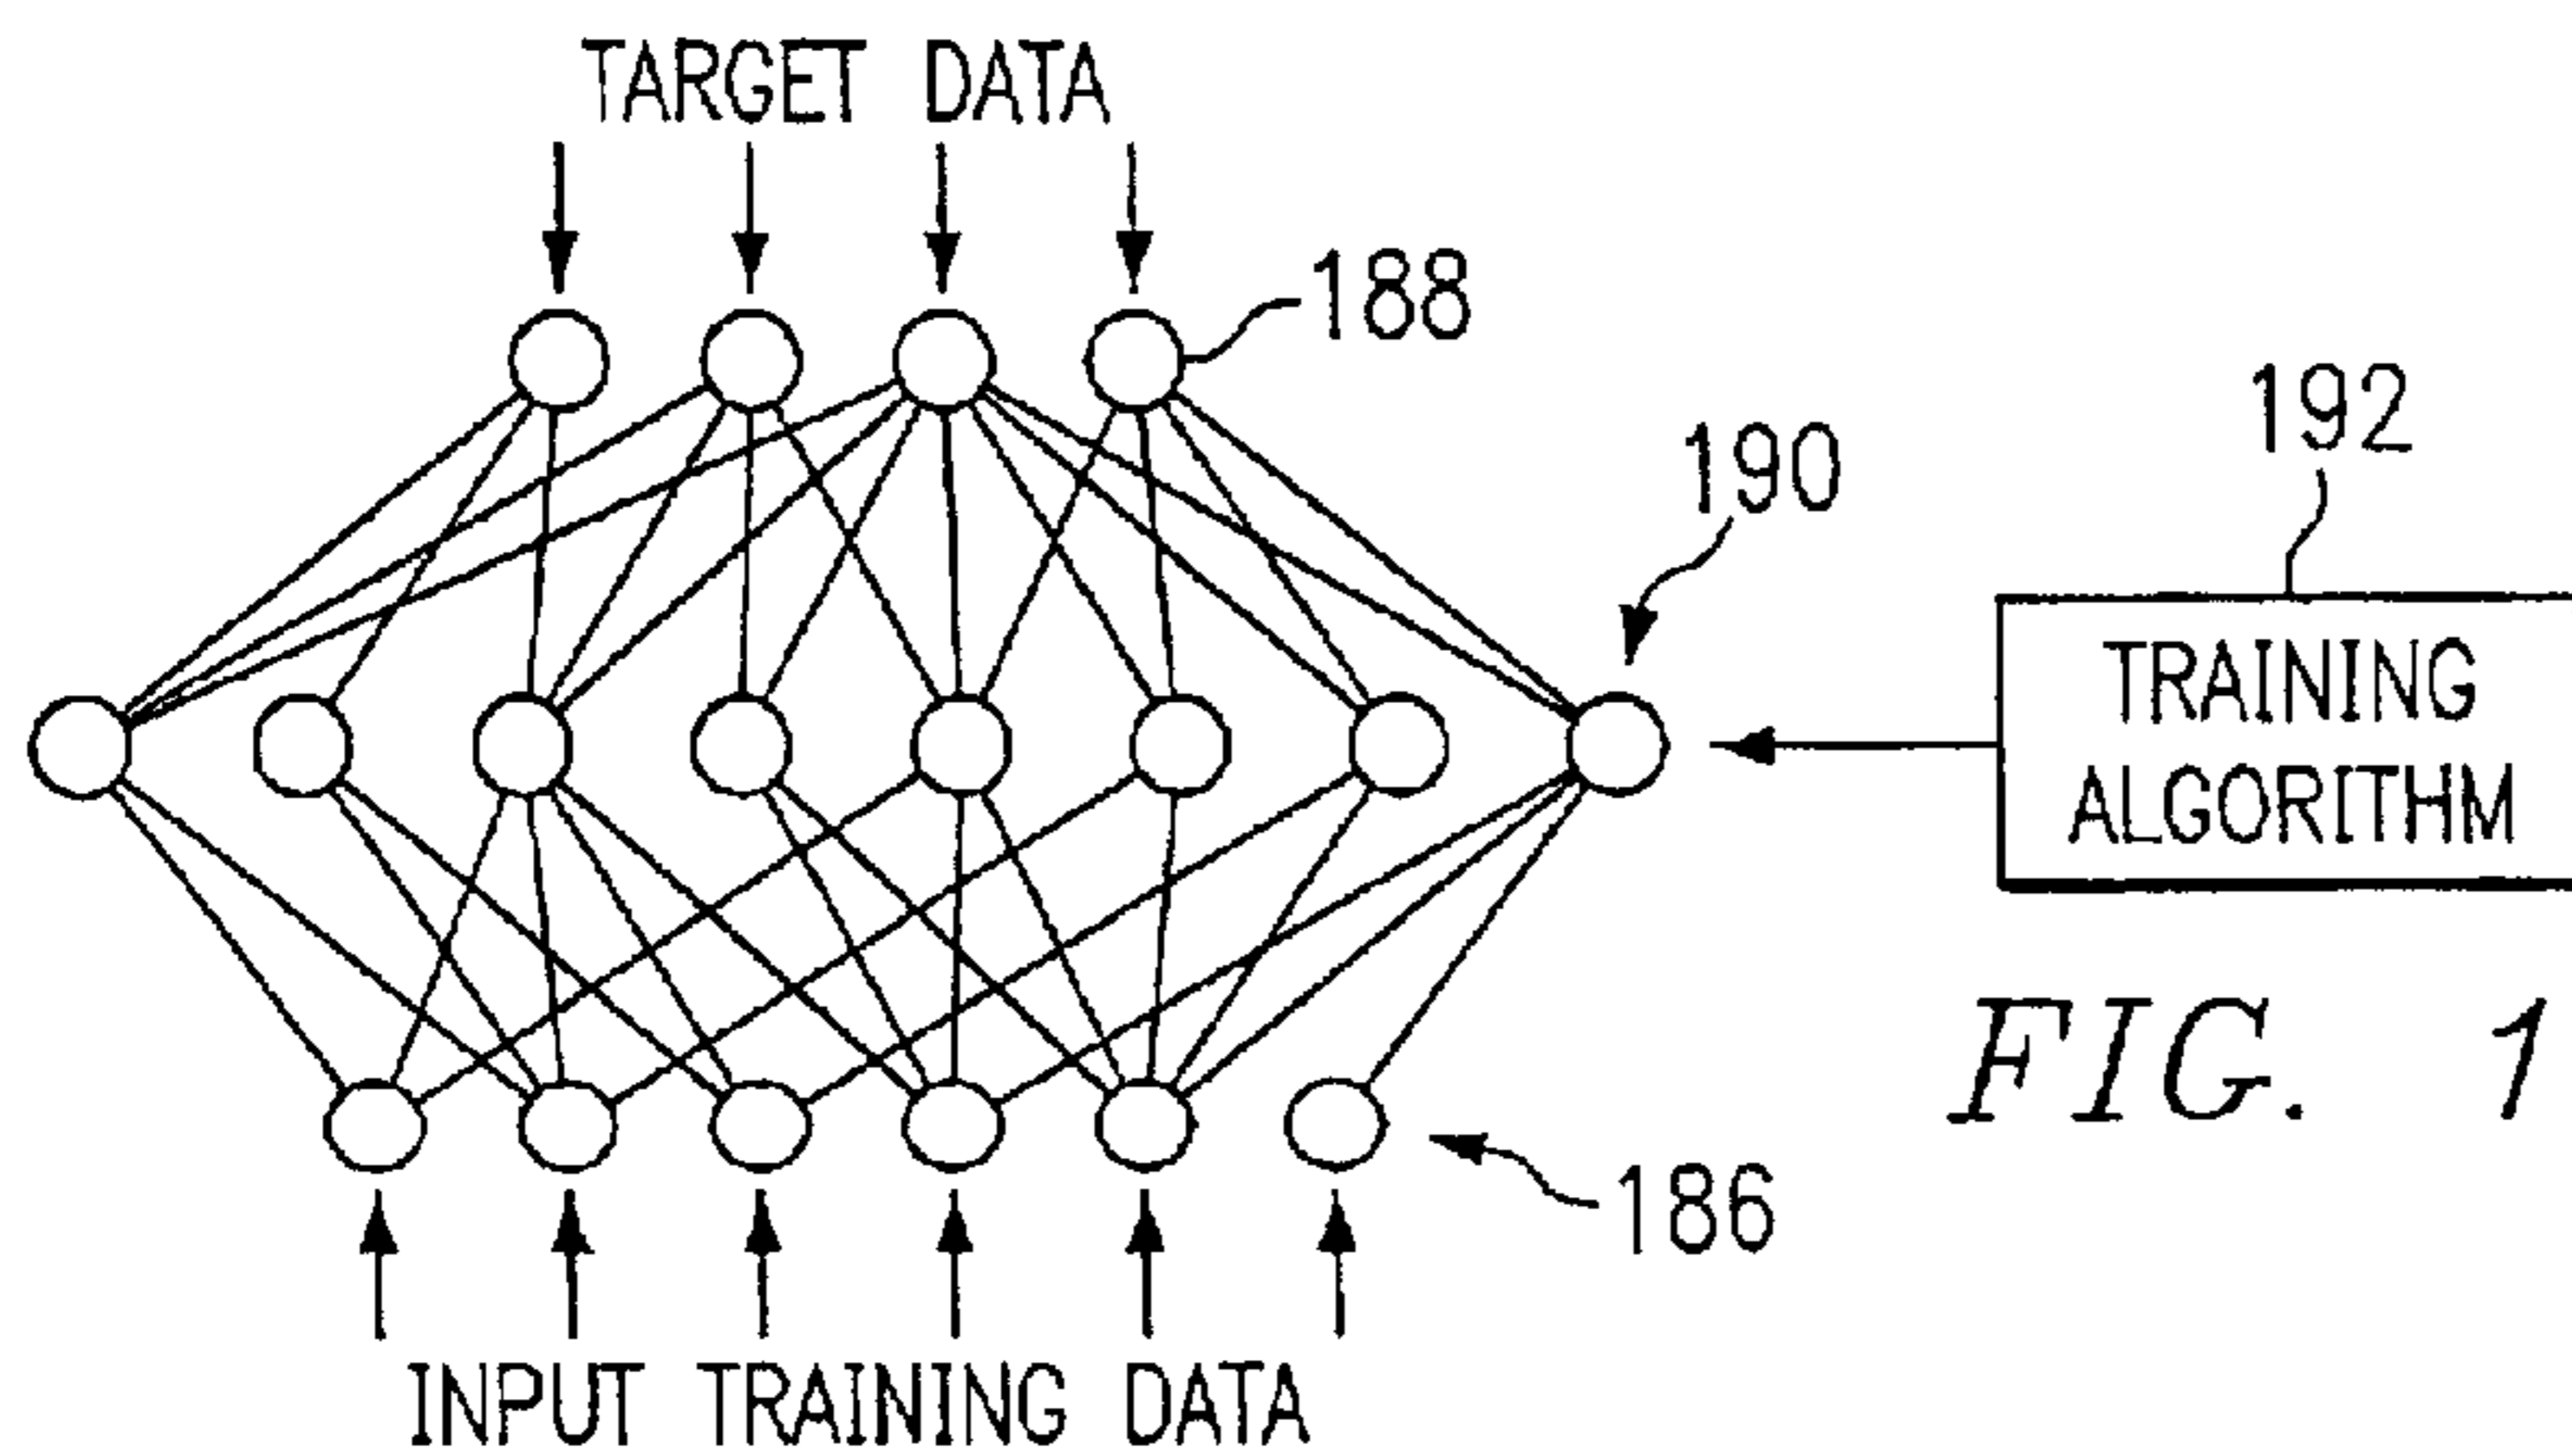 TARGET DATA
188
190
192
TRAINING
ALGORITHM
FIG. 1
186
INPUT TRAINING DATA